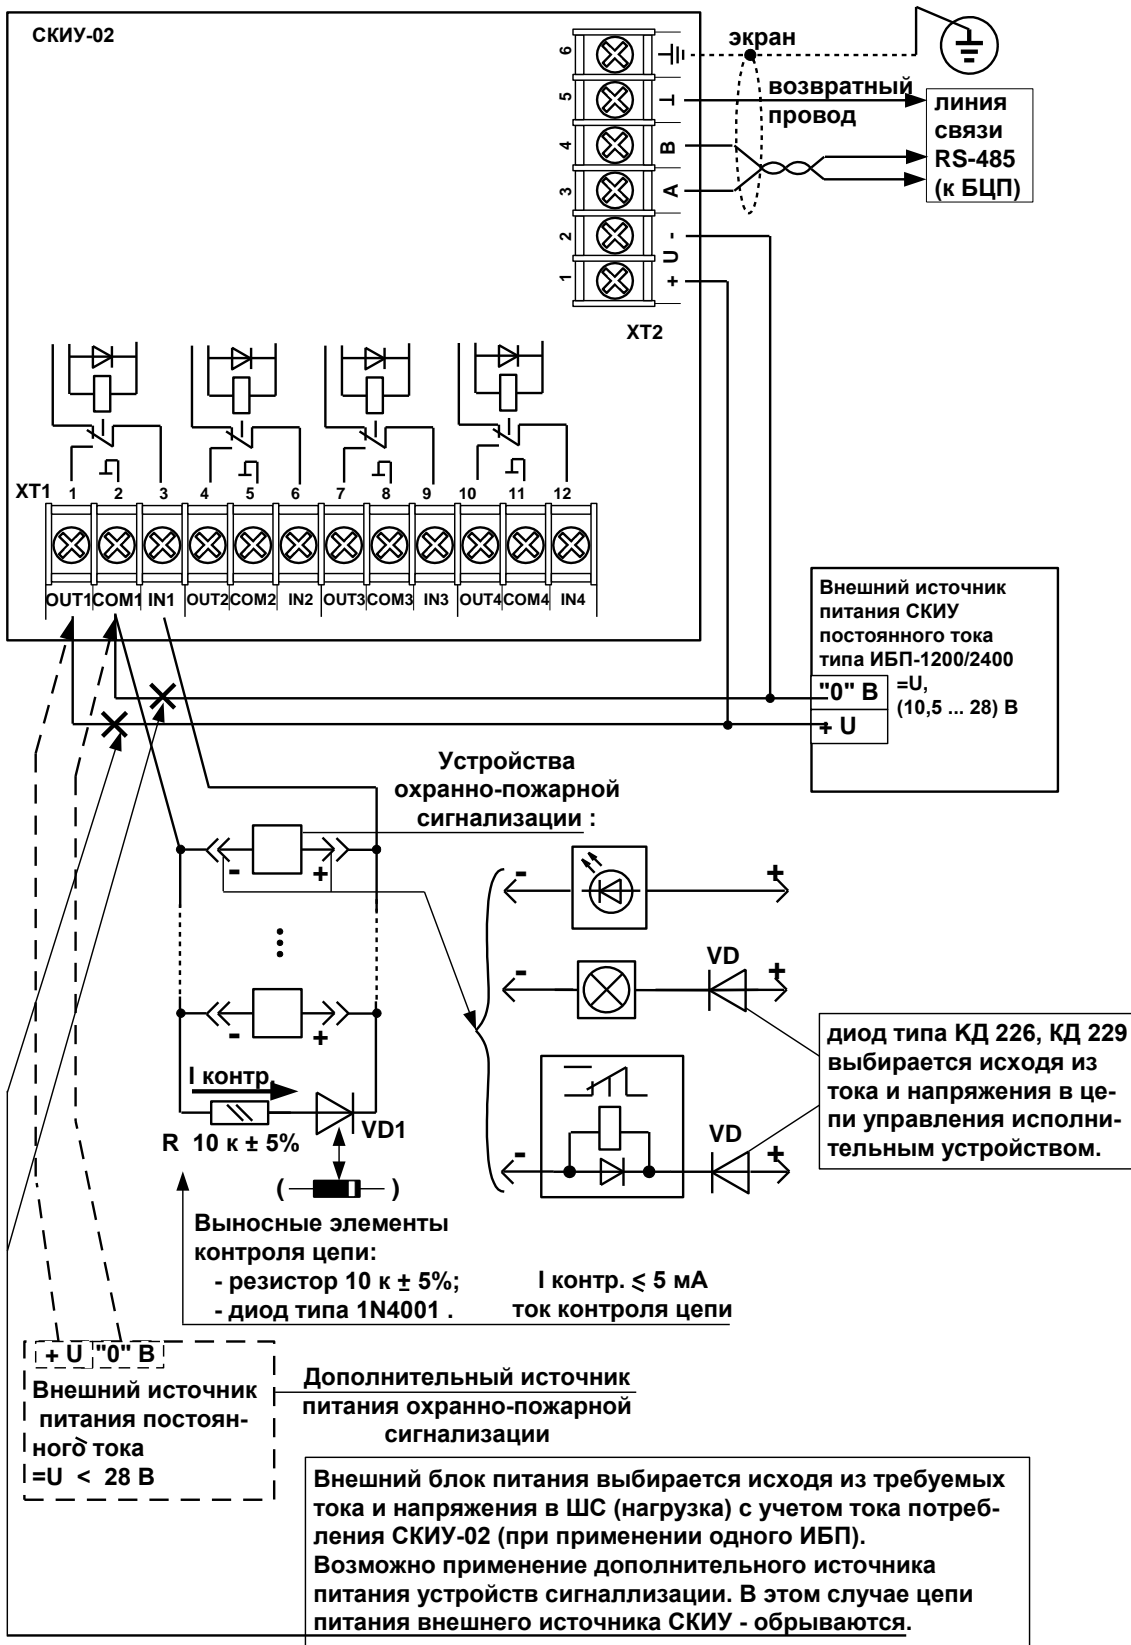 СКИУ-02
экран
возвратный
провод
линия
связи
RS-485
(к БЦП)
6
5
4
3
2
1
⊥
B
A
-
U
+
XT2
XT1
1 2 3 4 5 6 7 8 9 10 11 12
OUT1 COM1 IN1 OUT2 COM2 IN2 OUT3 COM3 IN3 OUT4 COM4 IN4
Внешний источник
питания СКИУ
постоянного тока
типа ИБП-1200/2400
"0" В
=U,
(10,5 ... 28) В
+ U
Устройства
охранно-пожарной
сигнализации :
- +
- +
- +
VD
- +
VD
- +
I контр.
R 10 к ± 5%
VD1
( )
диод типа КД 226, КД 229
выбирается исходя из
тока и напряжения в це-
пи управления исполни-
тельным устройством.
Выносные элементы
контроля цепи:
- резистор 10 к ± 5%;
- диод типа 1N4001 .
I контр. ⩽ 5 мА
ток контроля цепи
+ U "0" В
Внешний источник
питания постоян-
ного тока
=U < 28 В
Дополнительный источник
питания охранно-пожарной
сигнализации
Внешний блок питания выбирается исходя из требуемых
тока и напряжения в ШС (нагрузка) с учетом тока потреб-
ления СКИУ-02 (при применении одного ИБП).
Возможно применение дополнительного источника
питания устройств сигналлизации. В этом случае цепи
питания внешнего источника СКИУ - обрываются.